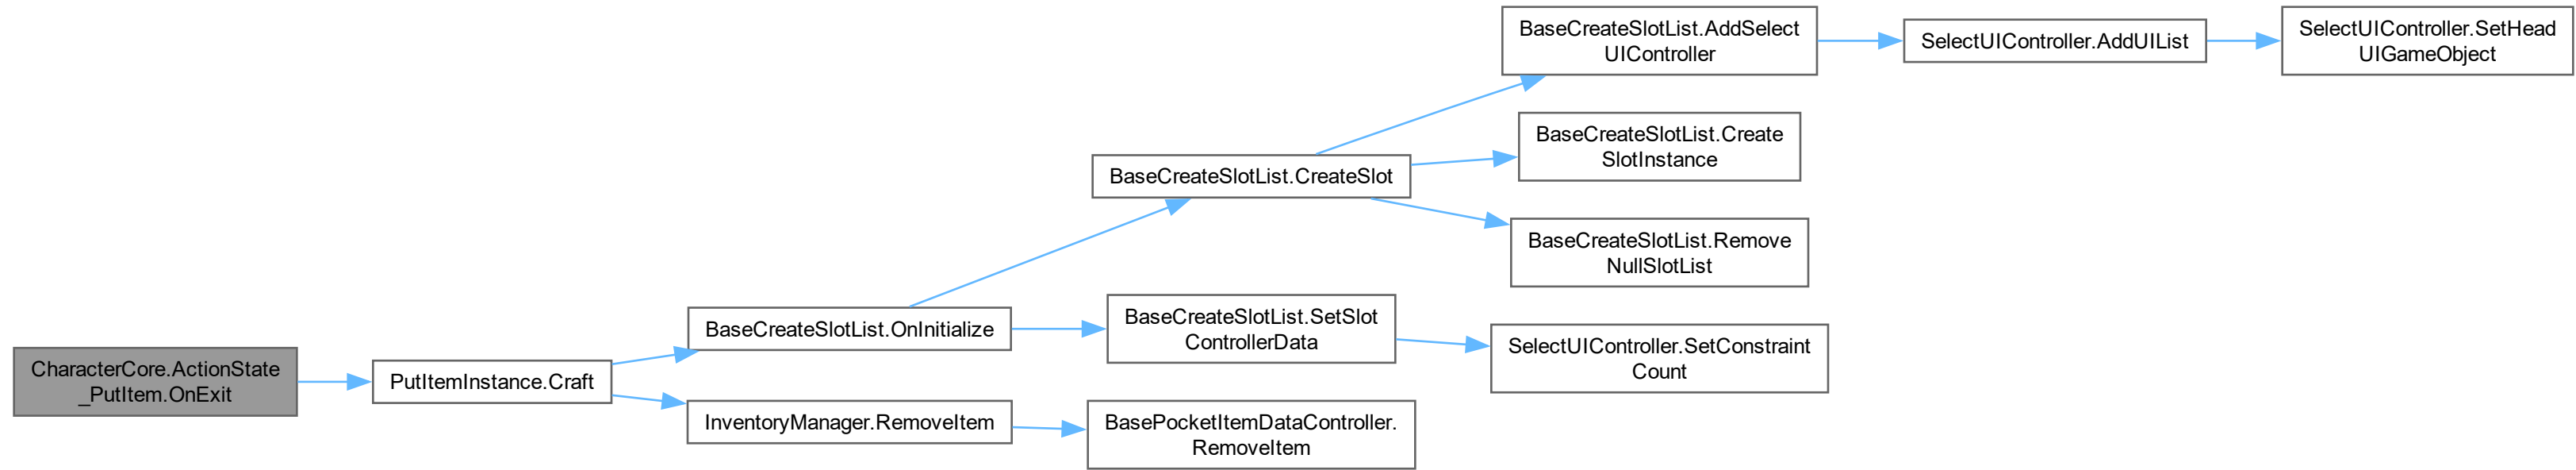 CharacterCore.ActionState
_PutItem.OnExit
PutItemInstance.Craft
BaseCreateSlotList.OnInitialize
BaseCreateSlotList.CreateSlot
BaseCreateSlotList.AddSelect
UIController
SelectUIController.AddUIList
SelectUIController.SetHead
UIGameObject
BaseCreateSlotList.Create
SlotInstance
BaseCreateSlotList.Remove
NullSlotList
BaseCreateSlotList.SetSlot
ControllerData
SelectUIController.SetConstraint
Count
InventoryManager.RemoveItem
BasePocketItemDataController.
RemoveItem